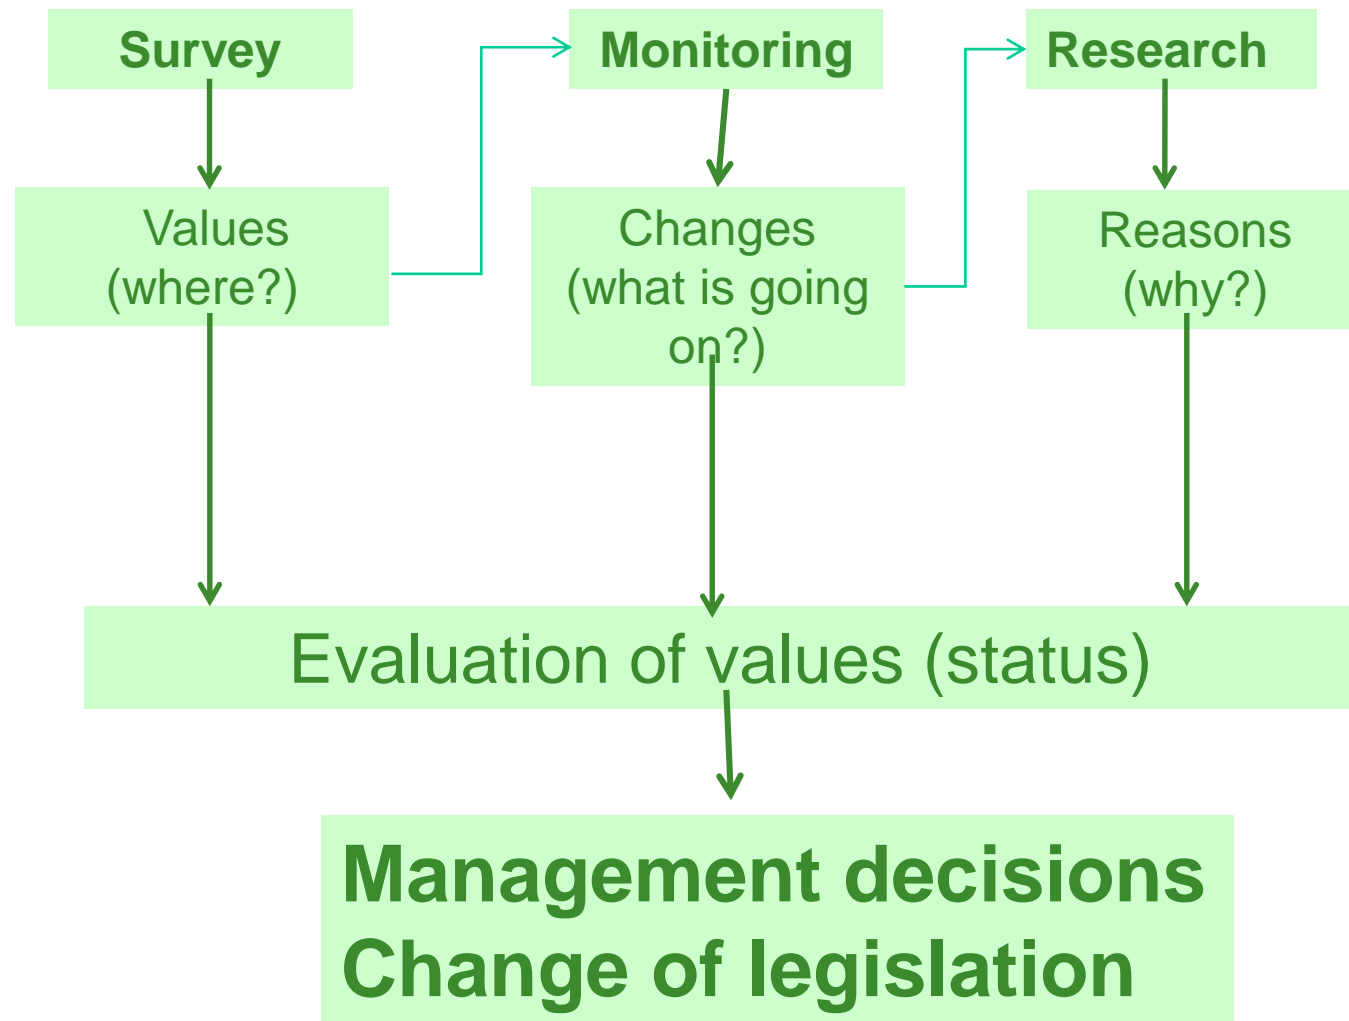 Survey
Monitoring
Research
Values
(where?)
Changes
(what is going
on?)
Reasons
(why?)
Evaluation of values (status)
Management decisions
Change of legislation